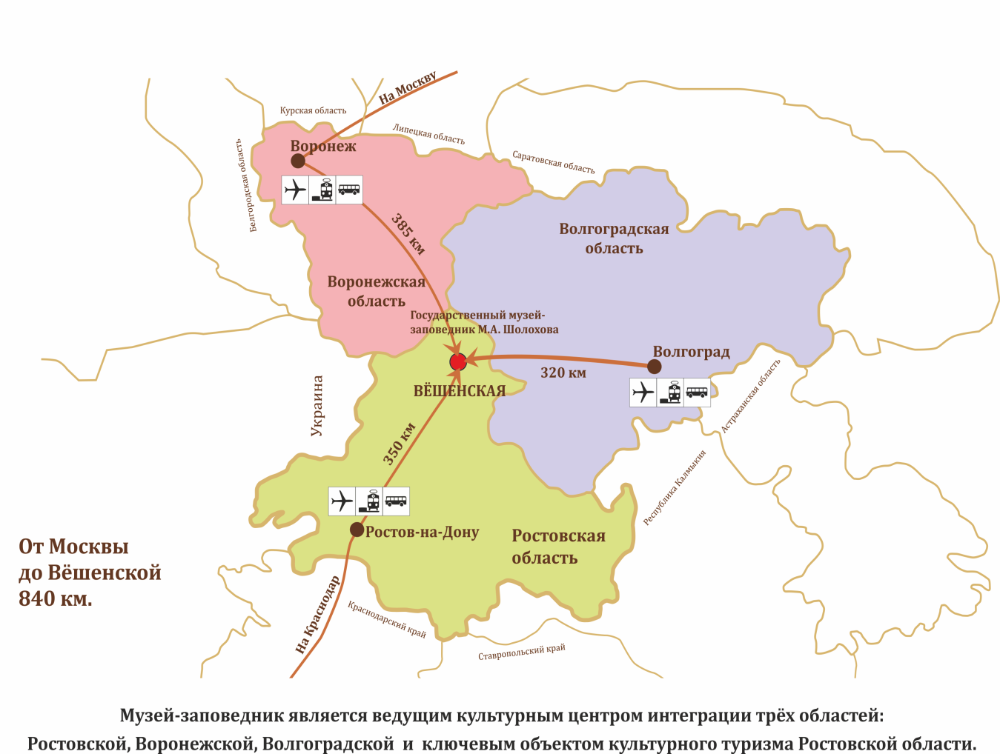 На Москву
Курская область
Липецкая область
Белгородская область
Воронеж
Саратовская область
385 км
Волгоградская
область
Воронежская
область
Государственный музей-
заповедник М.А. Шолохова
Волгоград
320 км
ВЁШЕНСКАЯ
Украина
Астраханская область
350 км
Республика Калмыкия
Ростов-на-Дону
Ростовская
область
От Москвы
до Вёшенской
840 км.
На Краснодар
Краснодарский край
Ставропольский край
Музей-заповедник является ведущим культурным центром интеграции трёх областей:
Ростовской, Воронежской, Волгоградской и ключевым объектом культурного туризма Ростовской области.